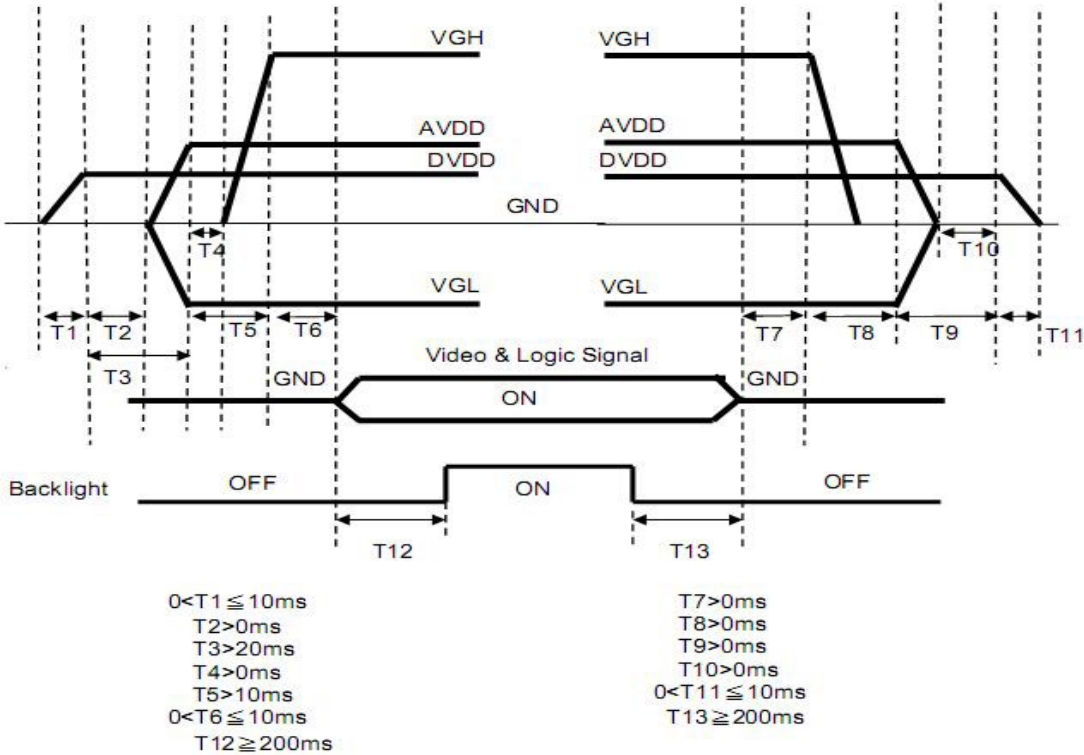 VGH VGH
AVDD AVDD
DVDD DVDD
GND
T4 T10
VGL VGL
T1 T2 T5 T6 T7 T8 T9 T11
T3
Video & Logic Signal
GND GND
ON
Backlight OFF ON OFF
T12 T13
0<T1≦10ms
T2>0ms
T3>20ms
T4>0ms
T5>10ms
0<T6≦10ms
T12≧200ms
T7>0ms
T8>0ms
T9>0ms
T10>0ms
0<T11≦10ms
T13≧200ms